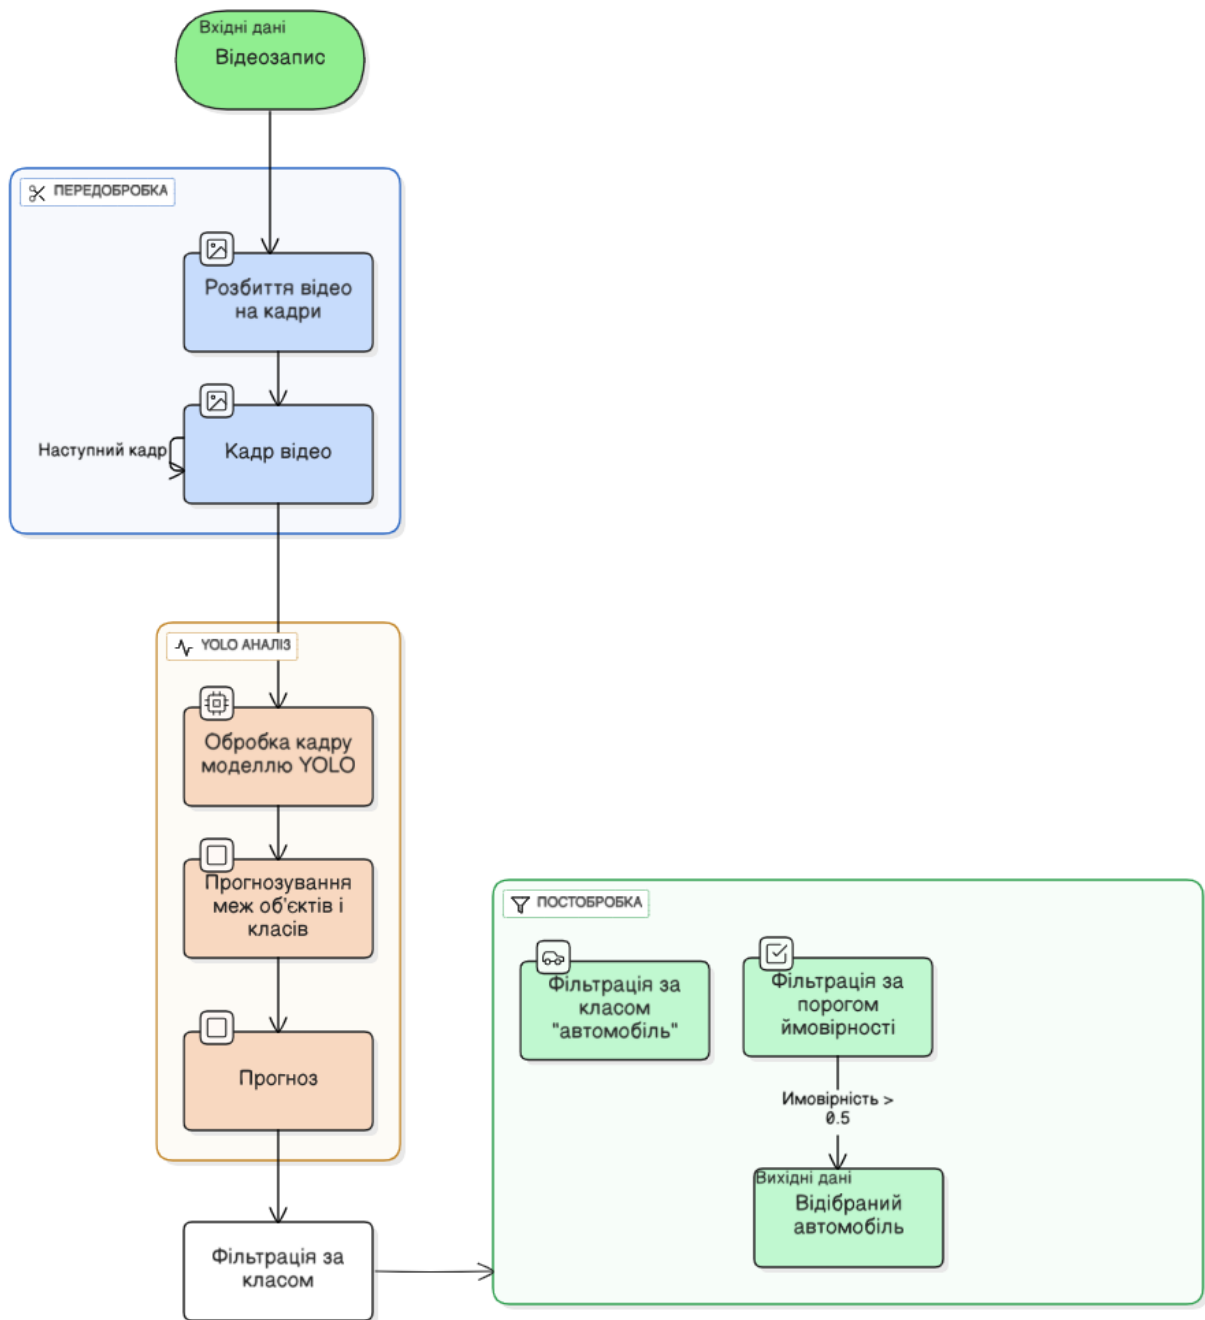 Вхідні дані
Відеозапис
ПЕРЕДОБРОБКА
Розбиття відео
на кадри
Наступний кадр
Кадр відео
YOLO АНАЛІЗ
Обробка кадру
моделлю YOLO
Прогнозування
меж об'єктів і
класів
Прогноз
Фільтрація за
класом
ПОСТОБРОБКА
Фільтрація за
класом
"автомобіль"
Фільтрація за
порогом
ймовірності
Имовірність >
0.5
Вихідні дані
Відібраний
автомобіль